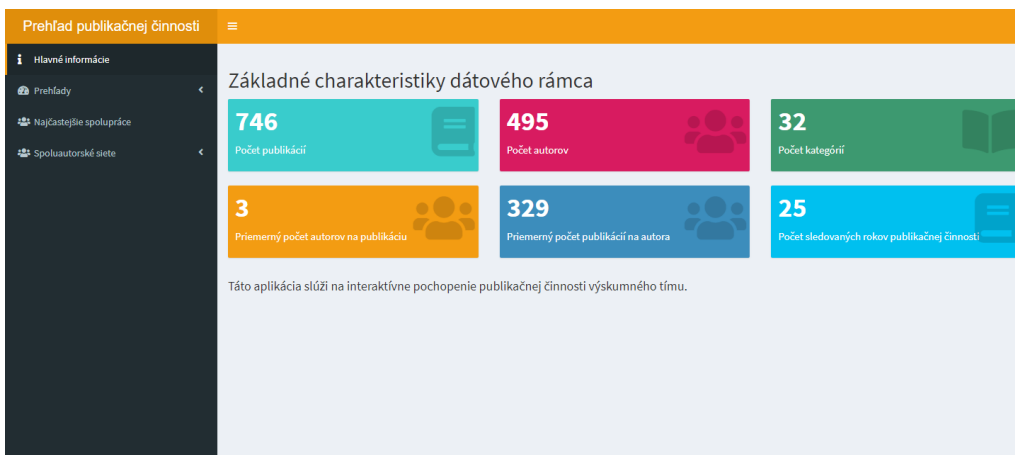 Prehľad publikačnej činnosti
Hlavné informácie
Prehľady
Najčastejšie spolupráce
Spoluautorské siete
Základné charakteristiky dátového rámca
746
Počet publikácií
495
Počet autorov
32
Počet kategórií
3
Priemerný počet autorov na publikáciu
329
Priemerný počet publikácií na autora
25
Počet sledovaných rokov publikačnej činnosti
Táto aplikácia slúži na interaktívne pochopenie publikačnej činnosti výskumného tímu.